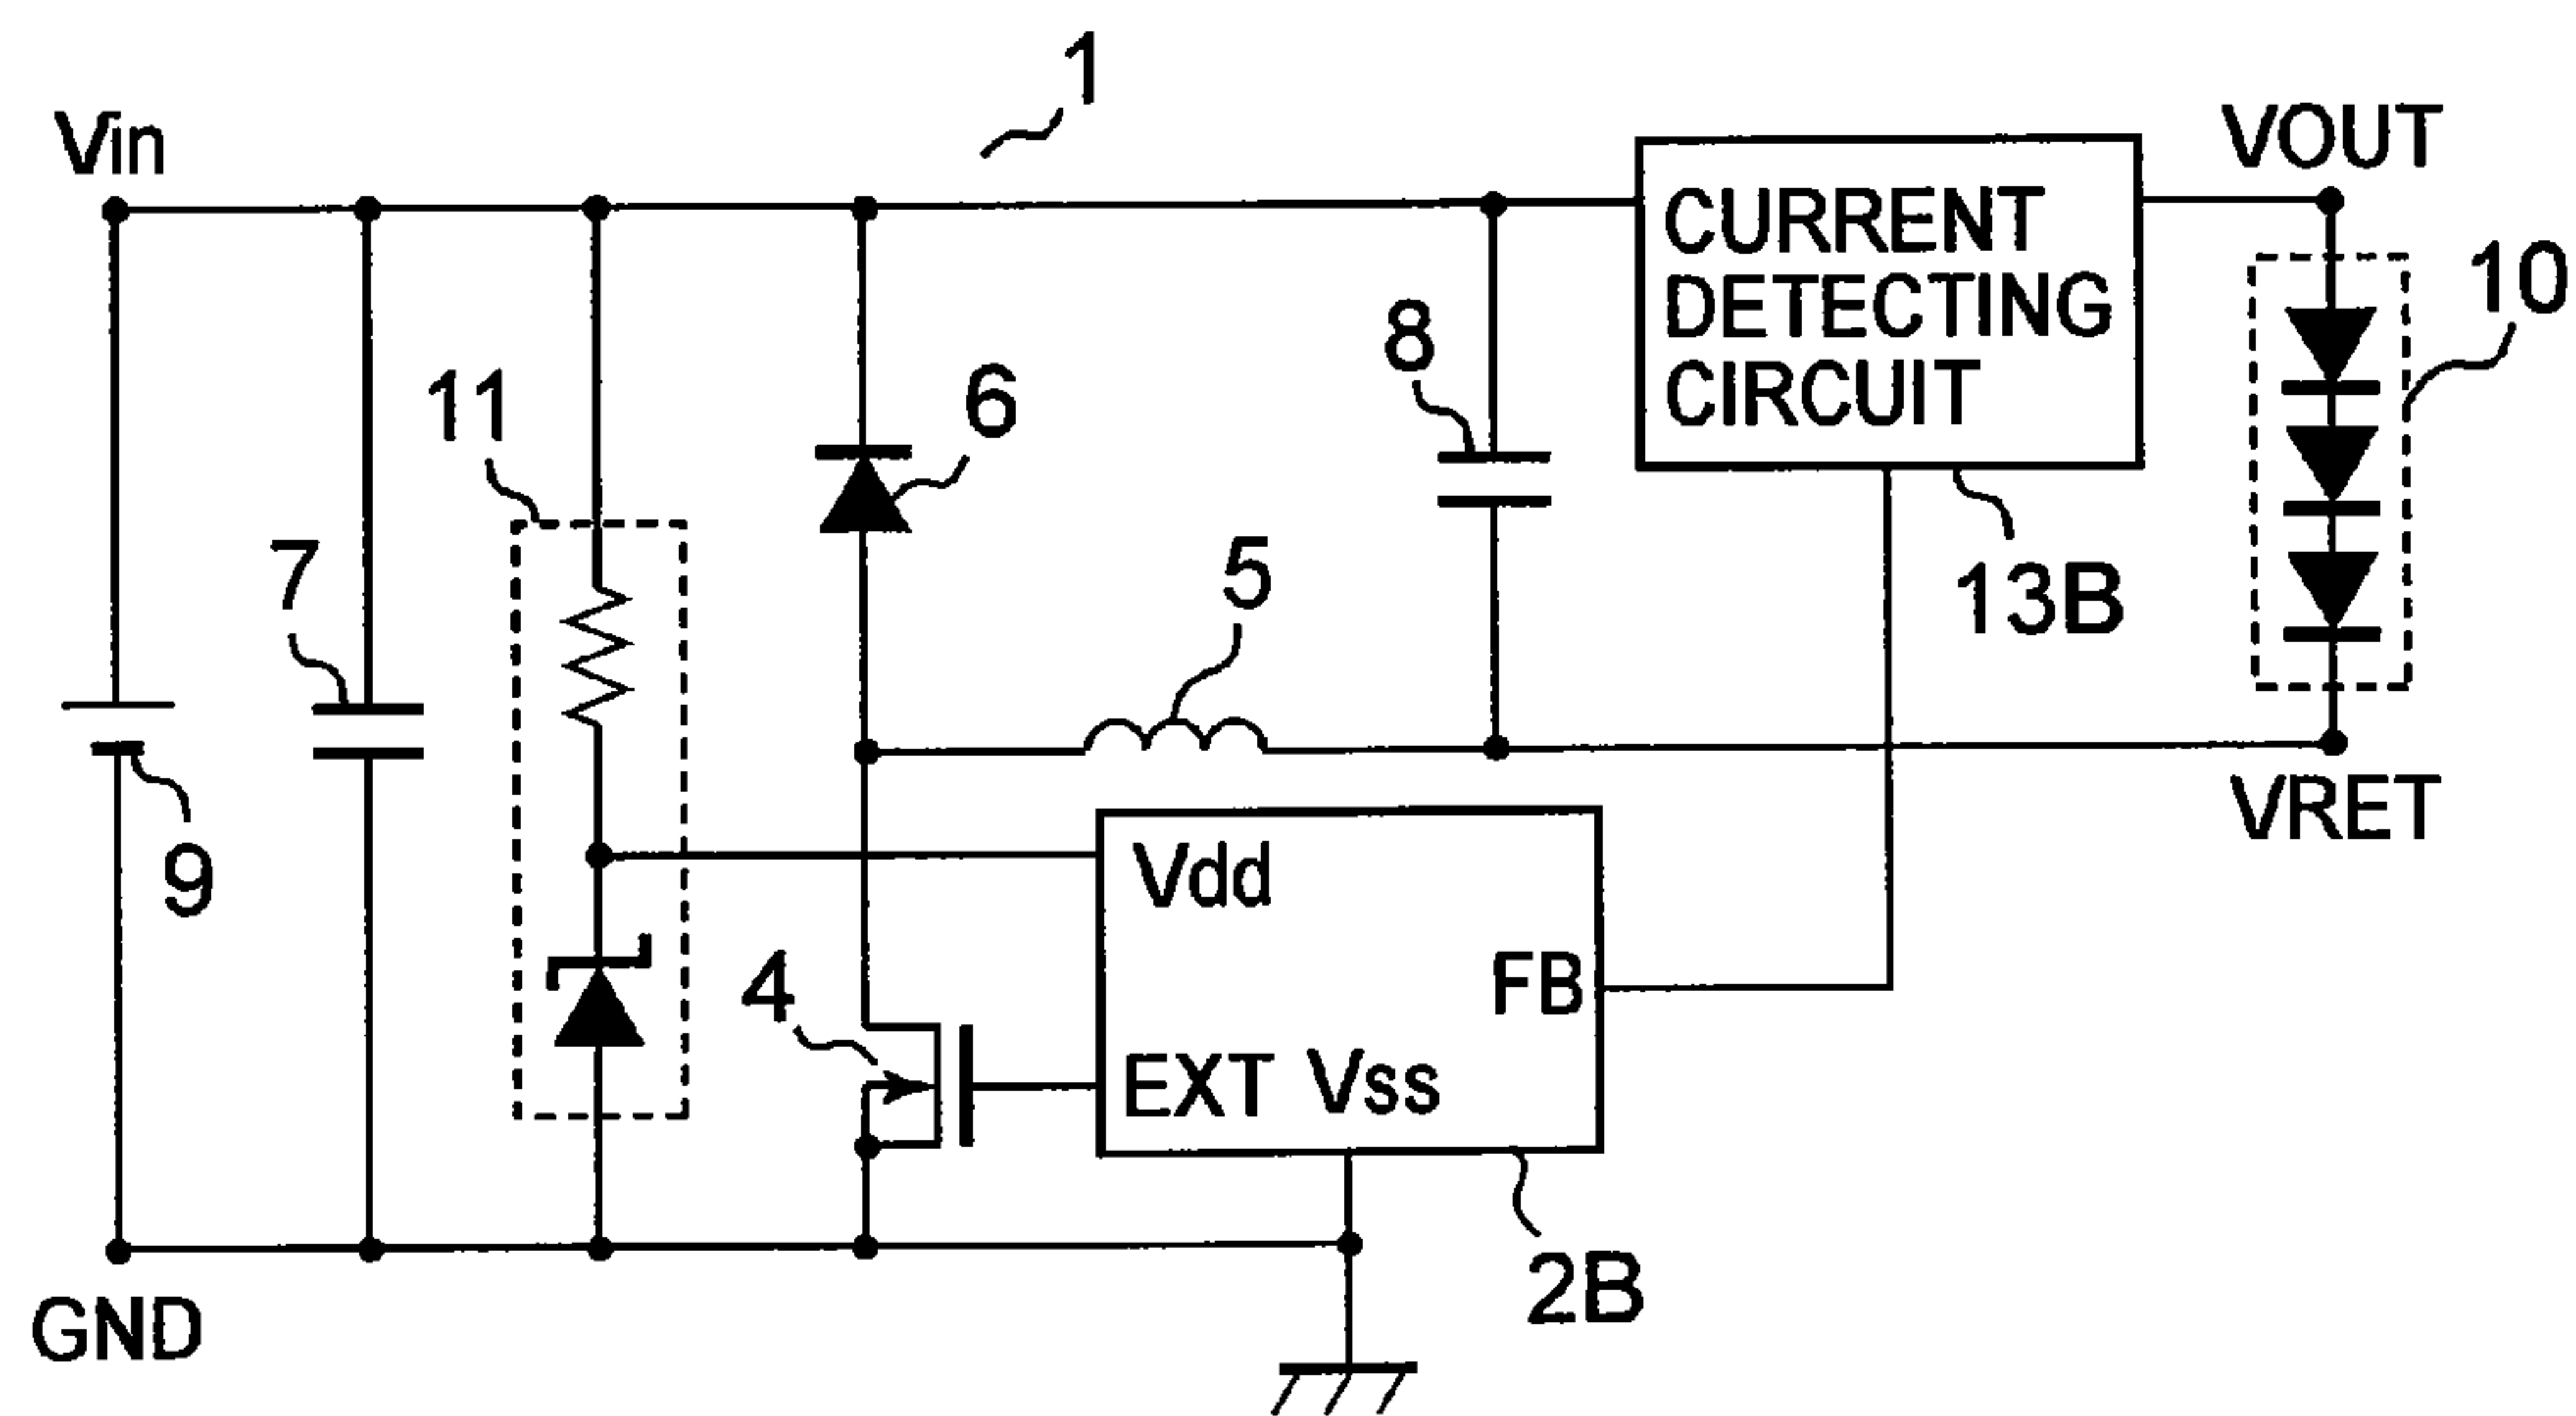 1
Vin
VOUT
CURRENT
DETECTING
CIRCUIT
10
8
6
11
7
5
13B
9
VRET
Vdd
FB
4
EXT
Vss
2B
GND